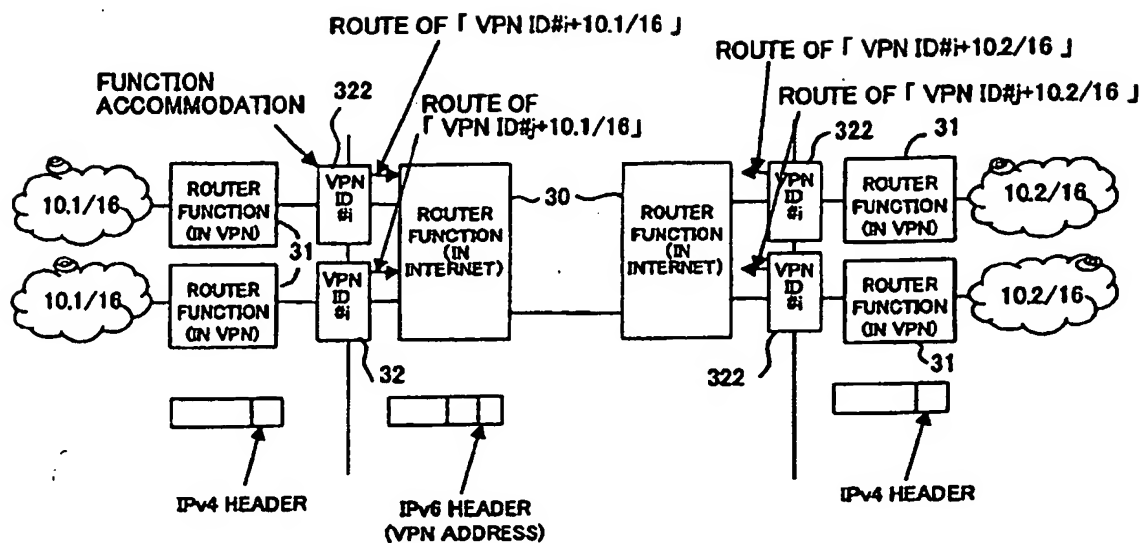 ROUTE OF「 VPN ID#i+10.1/16 」
ROUTE OF「 VPN ID#i+10.2/16 」
FUNCTION
ACCOMMODATION
322
ROUTE OF
「 VPN ID#j+10.1/16」
ROUTE OF「 VPN ID#j+10.2/16 」
322
31
10.1/16
ROUTER
FUNCTION
(IN VPN)
VPN
ID
#i
ROUTER
FUNCTION
(IN
INTERNET)
30
ROUTER
FUNCTION
(IN
INTERNET)
VPN
ID
#i
ROUTER
FUNCTION
(IN VPN)
10.2/16
31
10.1/16
ROUTER
FUNCTION
(IN VPN)
VPN
ID
#i
VPN
ID
#i
ROUTER
FUNCTION
(IN VPN)
10.2/16
32
322
31
IPv4 HEADER
IPv6 HEADER
(VPN ADDRESS)
IPv4 HEADER